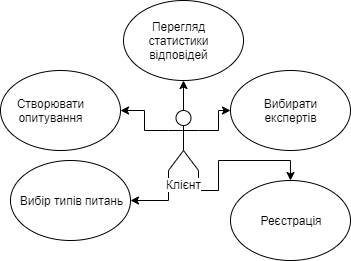 Перегляд
статистики
відповідей
Створювати
опитування
Вибирати
експертів
Клієнт
Вибір типів питань
Реєстрація